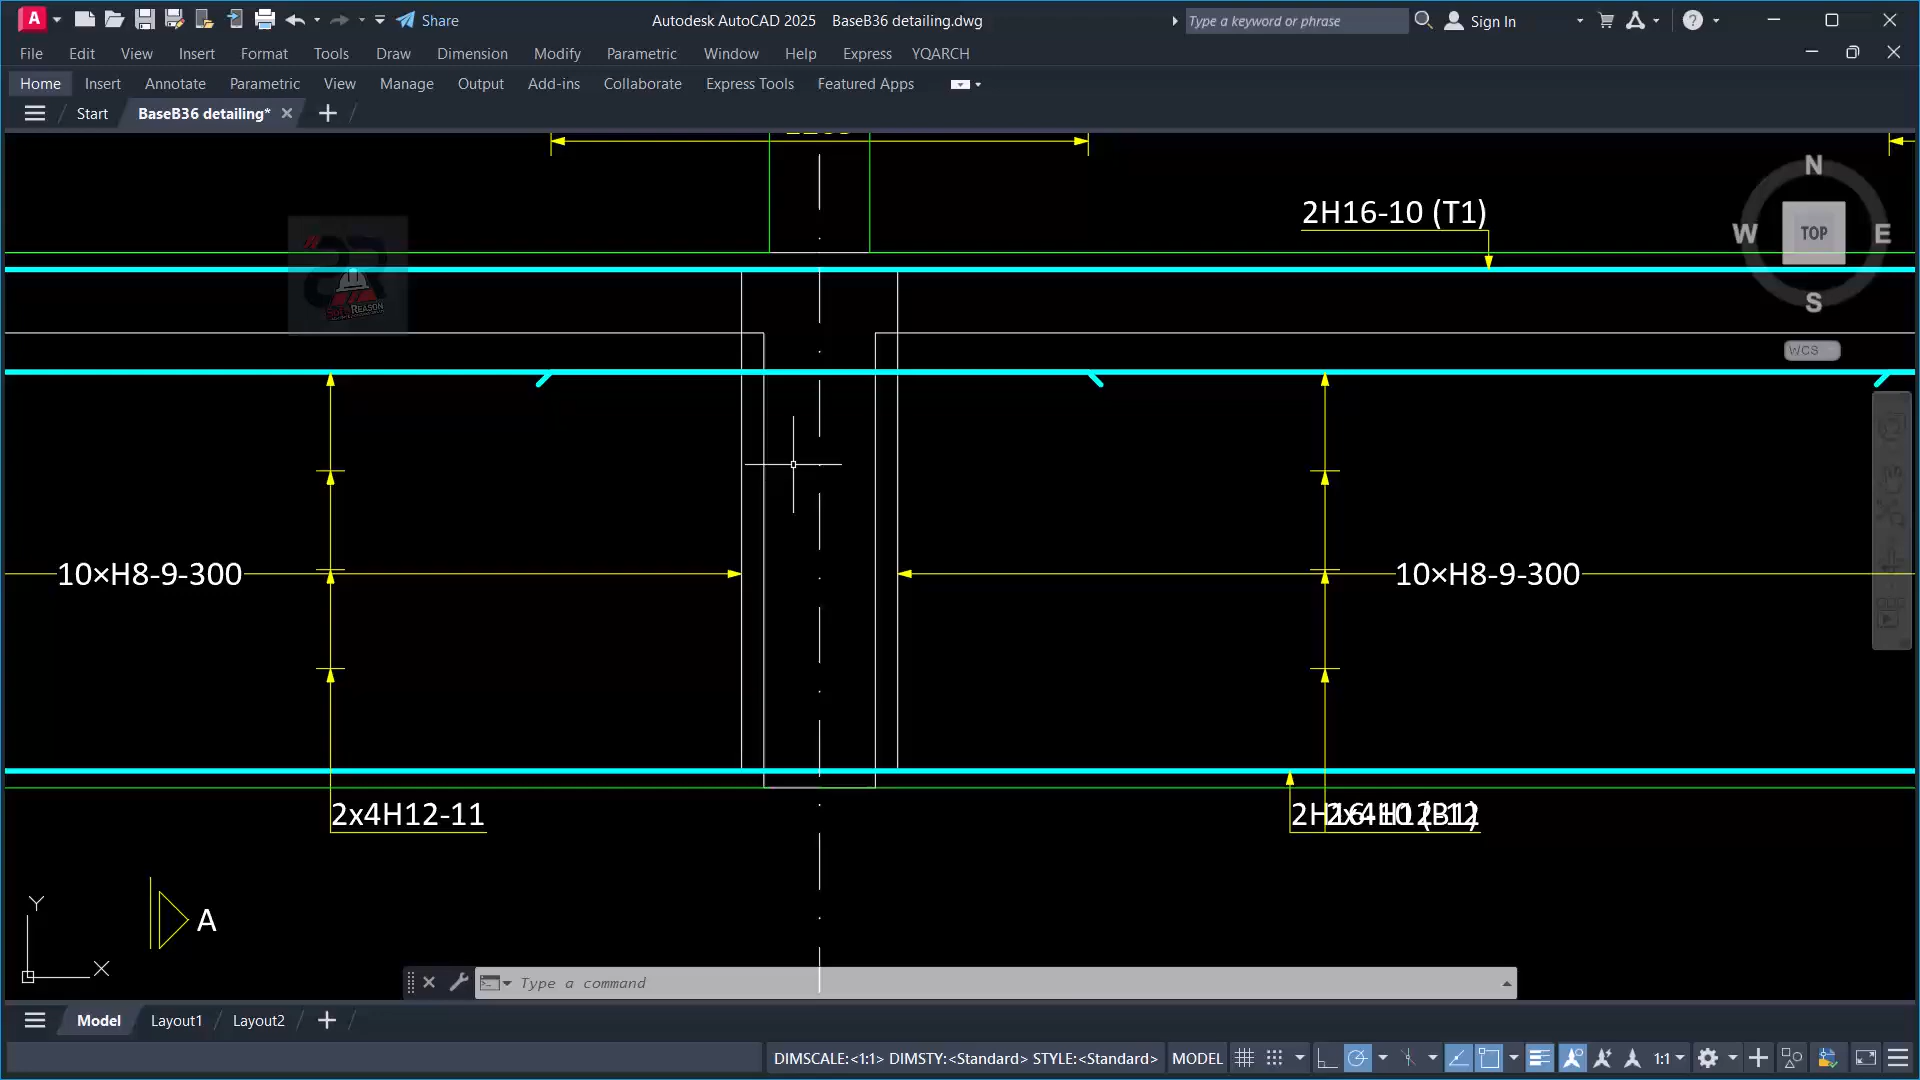 Share
Autodesk AutoCAD 2025 BaseB36 detailing.dwg
Type a keyword or phrase
Sign In
File Edit View Insert Format Tools Draw Dimension Modify Parametric Window Help Express YQARCH
Home Insert Annotate Parametric View Manage Output Add-ins Collaborate Express Tools Featured Apps
Start BaseB36 detailing*
N
2H16-10 (T1)
W TOP E
S
REASON
WCS
10×H8-9-300 10×H8-9-300
2x4H12-11
A
Y
X
Type a command
Model Layout1 Layout2
DIMSCALE:<1:1> DIMSTY:<Standard> STYLE:<Standard> MODEL 1:1